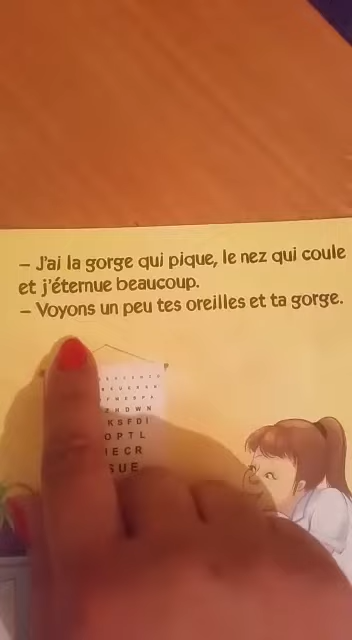 – J'ai la gorge qui pique, le nez qui coule
et j'éternue beaucoup.
– Voyons un peu tes oreilles et ta gorge.
H D W N
K S F D I
O P T L
I E C R
S U E